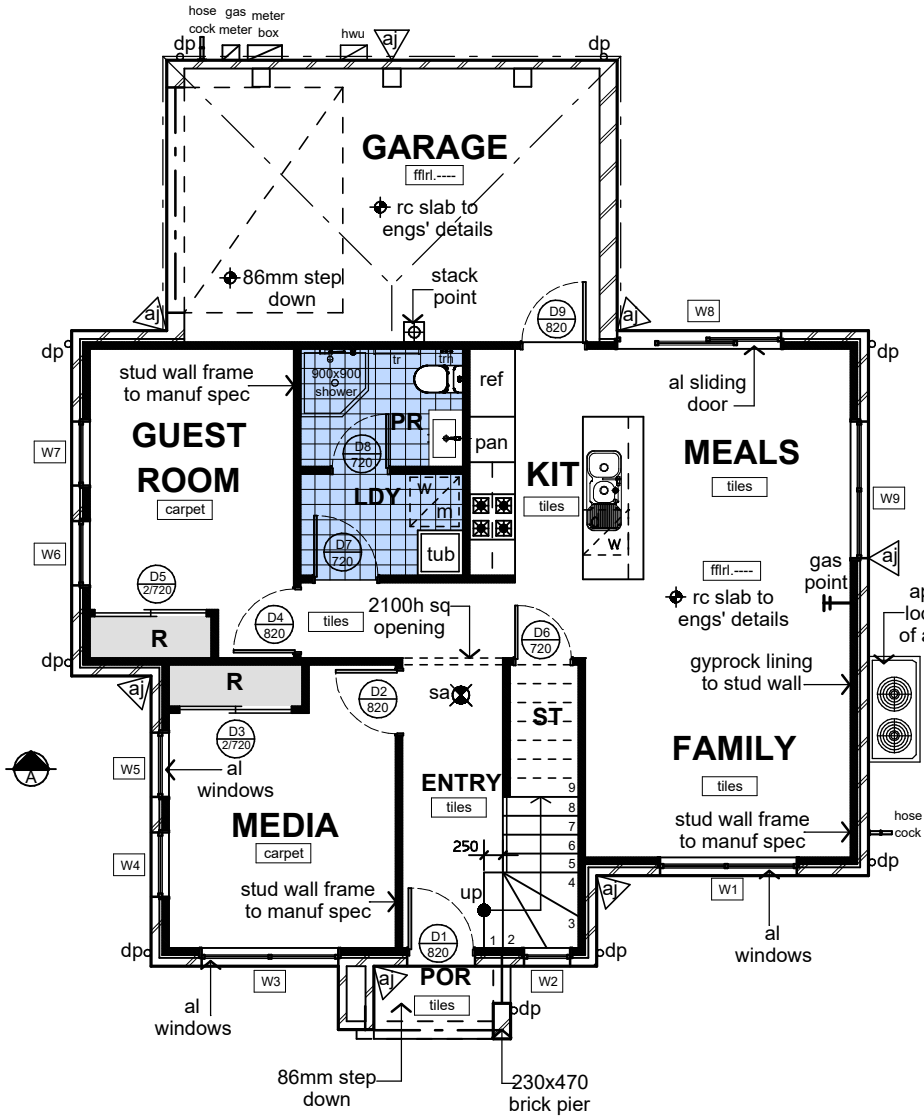 hose
cock
gas
meter
meter
box
hwu
aj
dp
dp
GARAGE
fflrl.----
rc slab to
engs' details
86mm step
down
stack
point
aj
D9
820
aj
W8
dp
dp
stud wall frame
to manuf spec
900x900
shower
tr
trh
ref
al sliding
door
PR
pan
GUEST
ROOM
carpet
W7
D8
720
KIT
tiles
MEALS
tiles
W9
LDY
w
m
W6
D7
720
tub
w
aj
gas
point
fflrl.----
rc slab to
engs' details
D5
2/720
R
D4
820
tiles
2100h sq
opening
D6
720
of
dp
dp
aj
R
D2
820
sa
gyprock lining
to stud wall
ST
D3
2/720
A
W5
al
windows
ENTRY
tiles
FAMILY
tiles
MEDIA
carpet
9
8
7
6
5
4
3
2
1
250
up
stud wall frame
to manuf spec
hose
cock
W4
stud wall frame
to manuf spec
dp
W1
aj
D1
820
al
windows
dp
dp
W3
aj
POR
tiles
W2
al
windows
dp
86mm step
down
230x470
brick pier